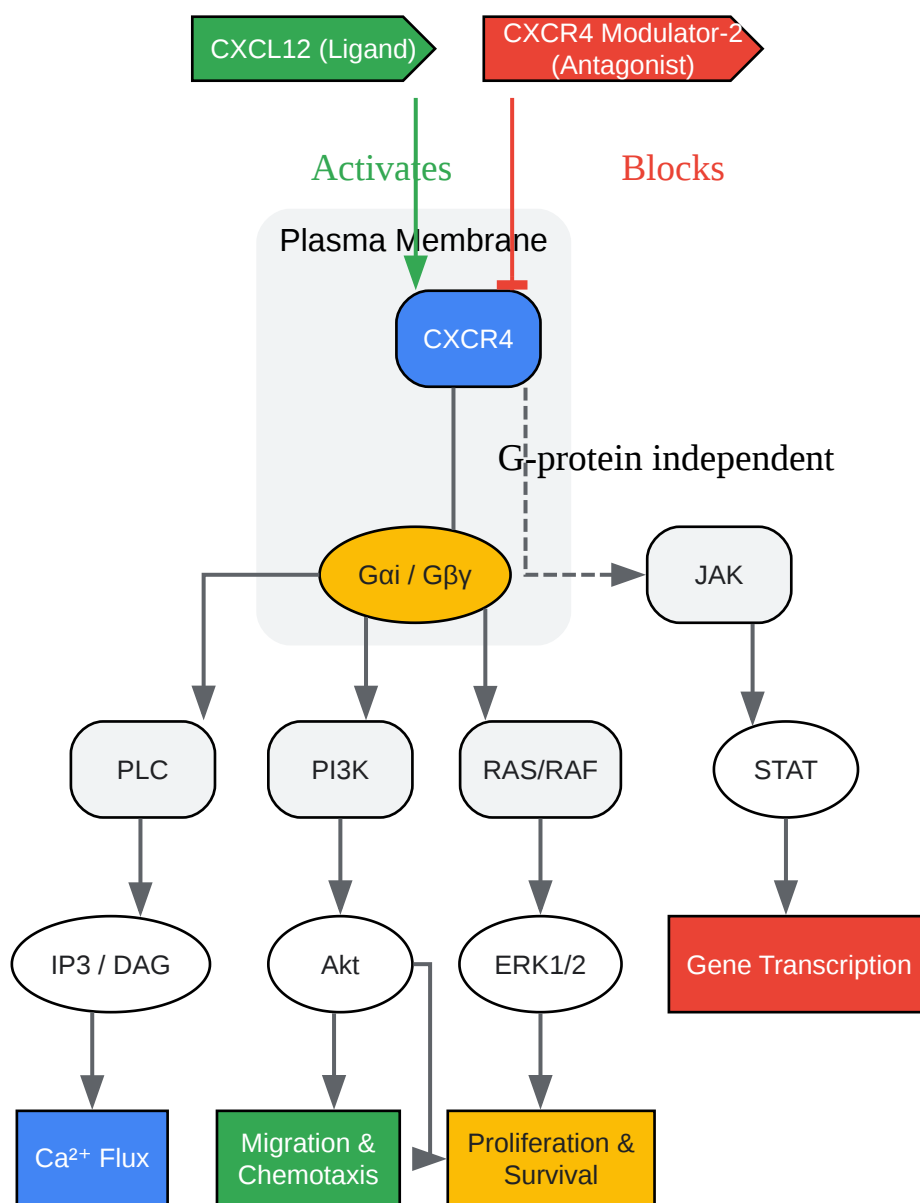 CXCL12 (Ligand)
CXCR4 Modulator-2
(Antagonist)
Activates
Blocks
Plasma Membrane
CXCR4
G-protein independent
Gαi / Gβγ
JAK
PLC
PI3K
RAS/RAF
STAT
IP3 / DAG
Akt
ERK1/2
Gene Transcription
Ca²⁺ Flux
Migration &
Chemotaxis
Proliferation &
Survival